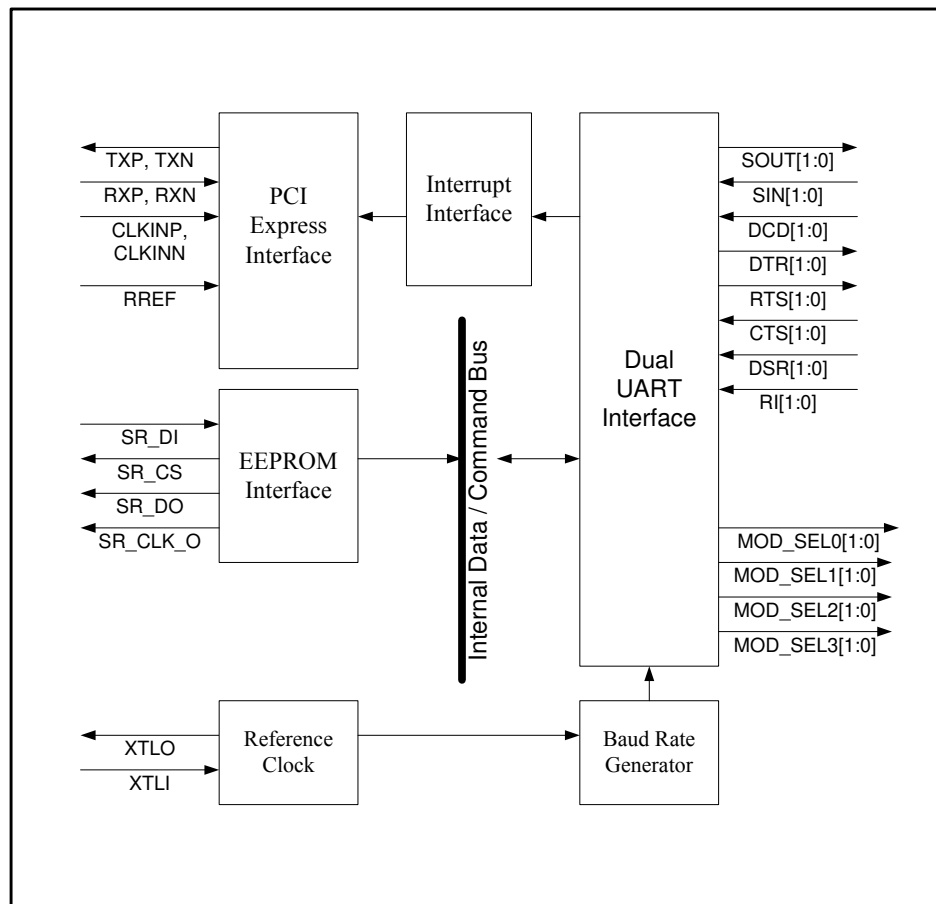 TXP, TXN
RXP, RXN
CLKINP,
CLKINN
RREF
PCI
Express
Interface
Interrupt
Interface
Dual
UART
Interface
SOUT[1:0]
SIN[1:0]
DCD[1:0]
DTR[1:0]
RTS[1:0]
CTS[1:0]
DSR[1:0]
RI[1:0]
SR_DI
SR_CS
SR_DO
SR_CLK_O
EEPROM
Interface
Internal Data / Command Bus
MOD_SEL0[1:0]
MOD_SEL1[1:0]
MOD_SEL2[1:0]
MOD_SEL3[1:0]
XTLO
XTLI
Reference
Clock
Baud Rate
Generator